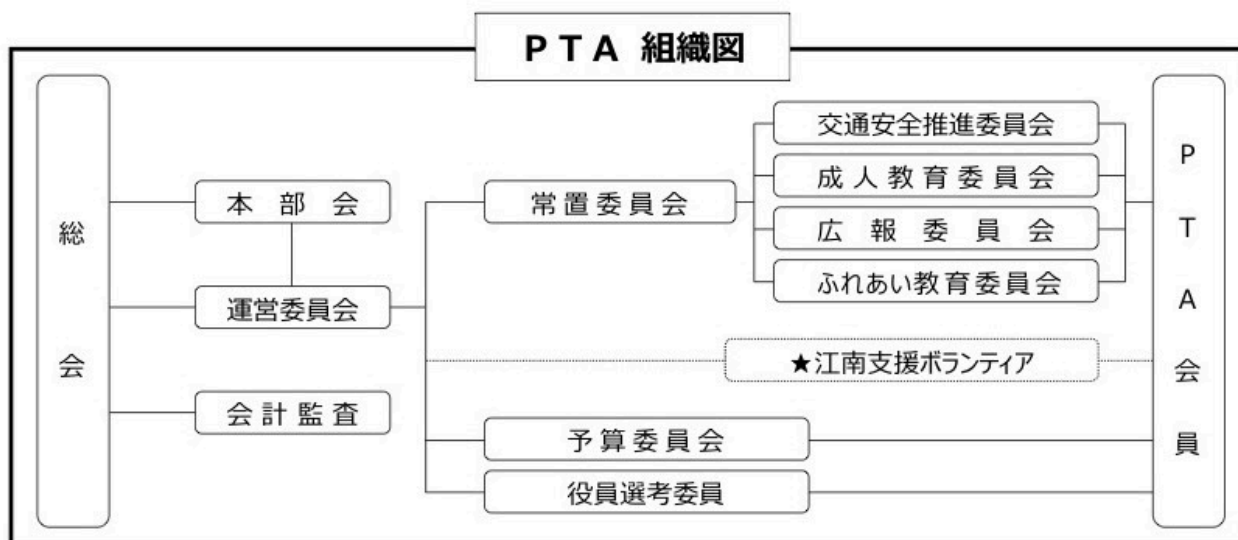 PTA 組織図
総会
本部会
運営委員会
会計監査
常置委員会
交通安全推進委員会
成人教育委員会
広報委員会
ふれあい教育委員会
★江南支援ボランティア
予算委員会
役員選考委員
PTA会員